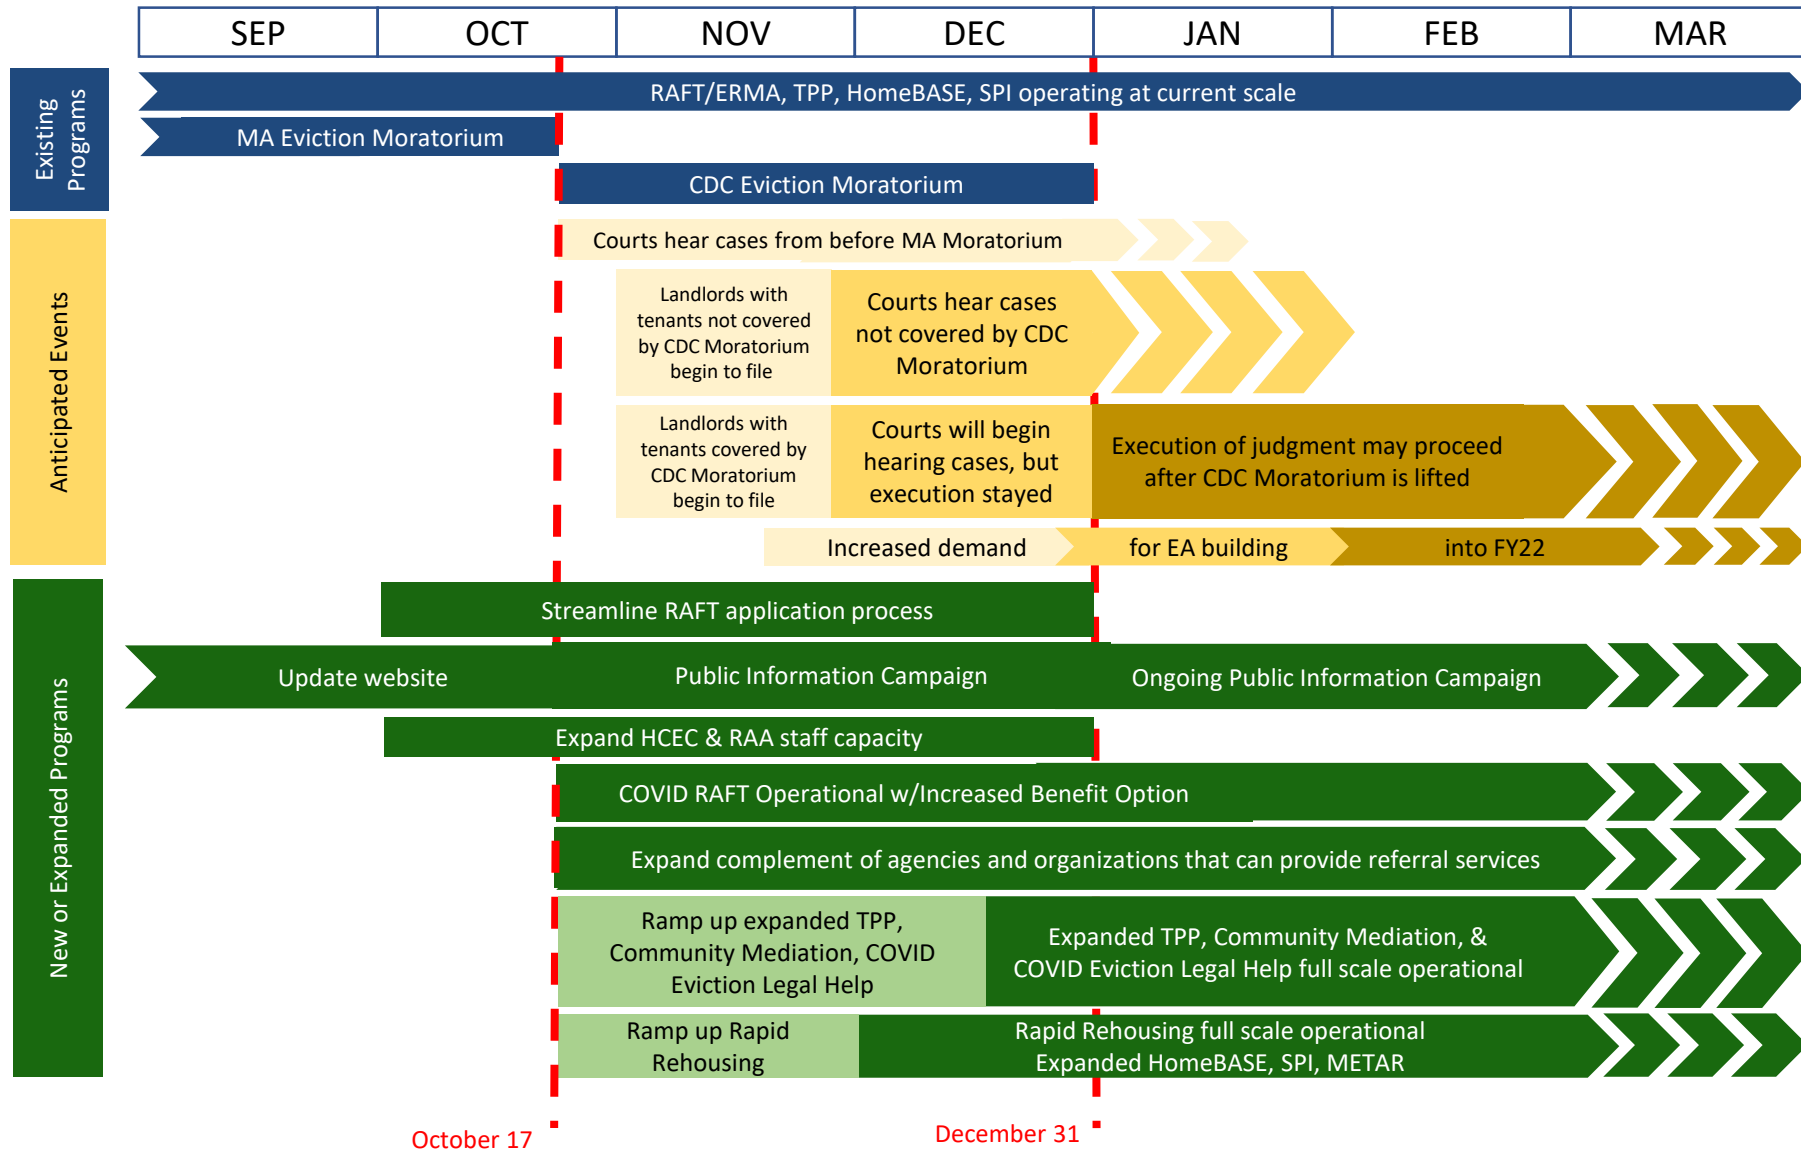 SEP OCT NOV DEC JAN FEB MAR
Existing
Programs
RAFT/ERMA, TPP, HomeBASE, SPI operating at current scale
MA Eviction Moratorium
CDC Eviction Moratorium
Anticipated Events
Courts hear cases from before MA Moratorium
Landlords with
tenants not covered
by CDC Moratorium
begin to file
Courts hear cases
not covered by CDC
Moratorium
Landlords with
tenants covered by
CDC Moratorium
begin to file
Courts will begin
hearing cases, but
execution stayed
Execution of judgment may proceed
after CDC Moratorium is lifted
Increased demand for EA building into FY22
New or Expanded Programs
Streamline RAFT application process
Update website
Public Information Campaign
Ongoing Public Information Campaign
Expand HCEC & RAA staff capacity
COVID RAFT Operational w/Increased Benefit Option
Expand complement of agencies and organizations that can provide referral services
Ramp up expanded TPP,
Community Mediation, COVID
Eviction Legal Help
Expanded TPP, Community Mediation, &
COVID Eviction Legal Help full scale operational
Ramp up Rapid
Rehousing
Rapid Rehousing full scale operational
Expanded HomeBASE, SPI, METAR
October 17
December 31